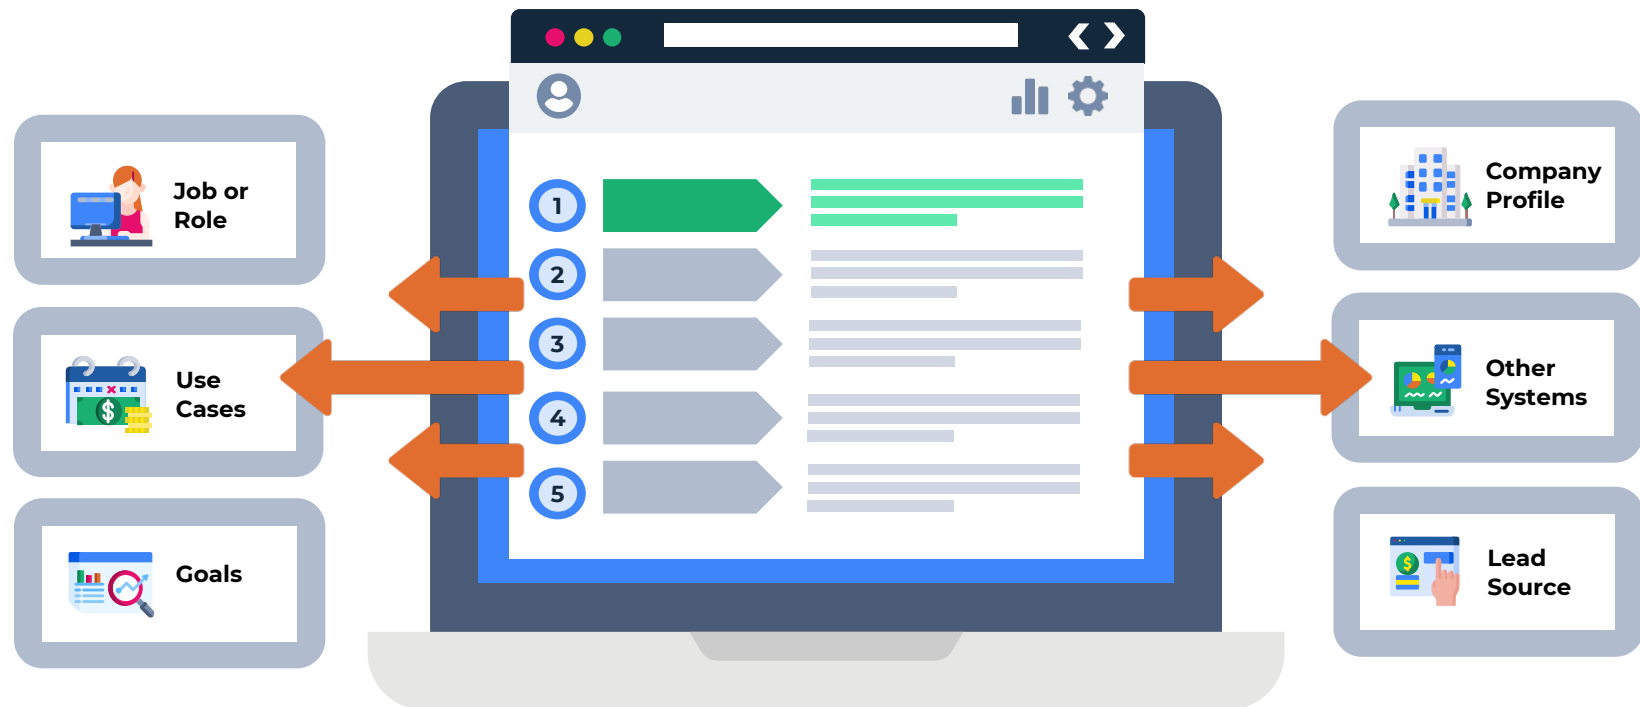 Job or
Role
Use
Cases
Goals
1
2
3
4
5
Company
Profile
Other
Systems
Lead
Source